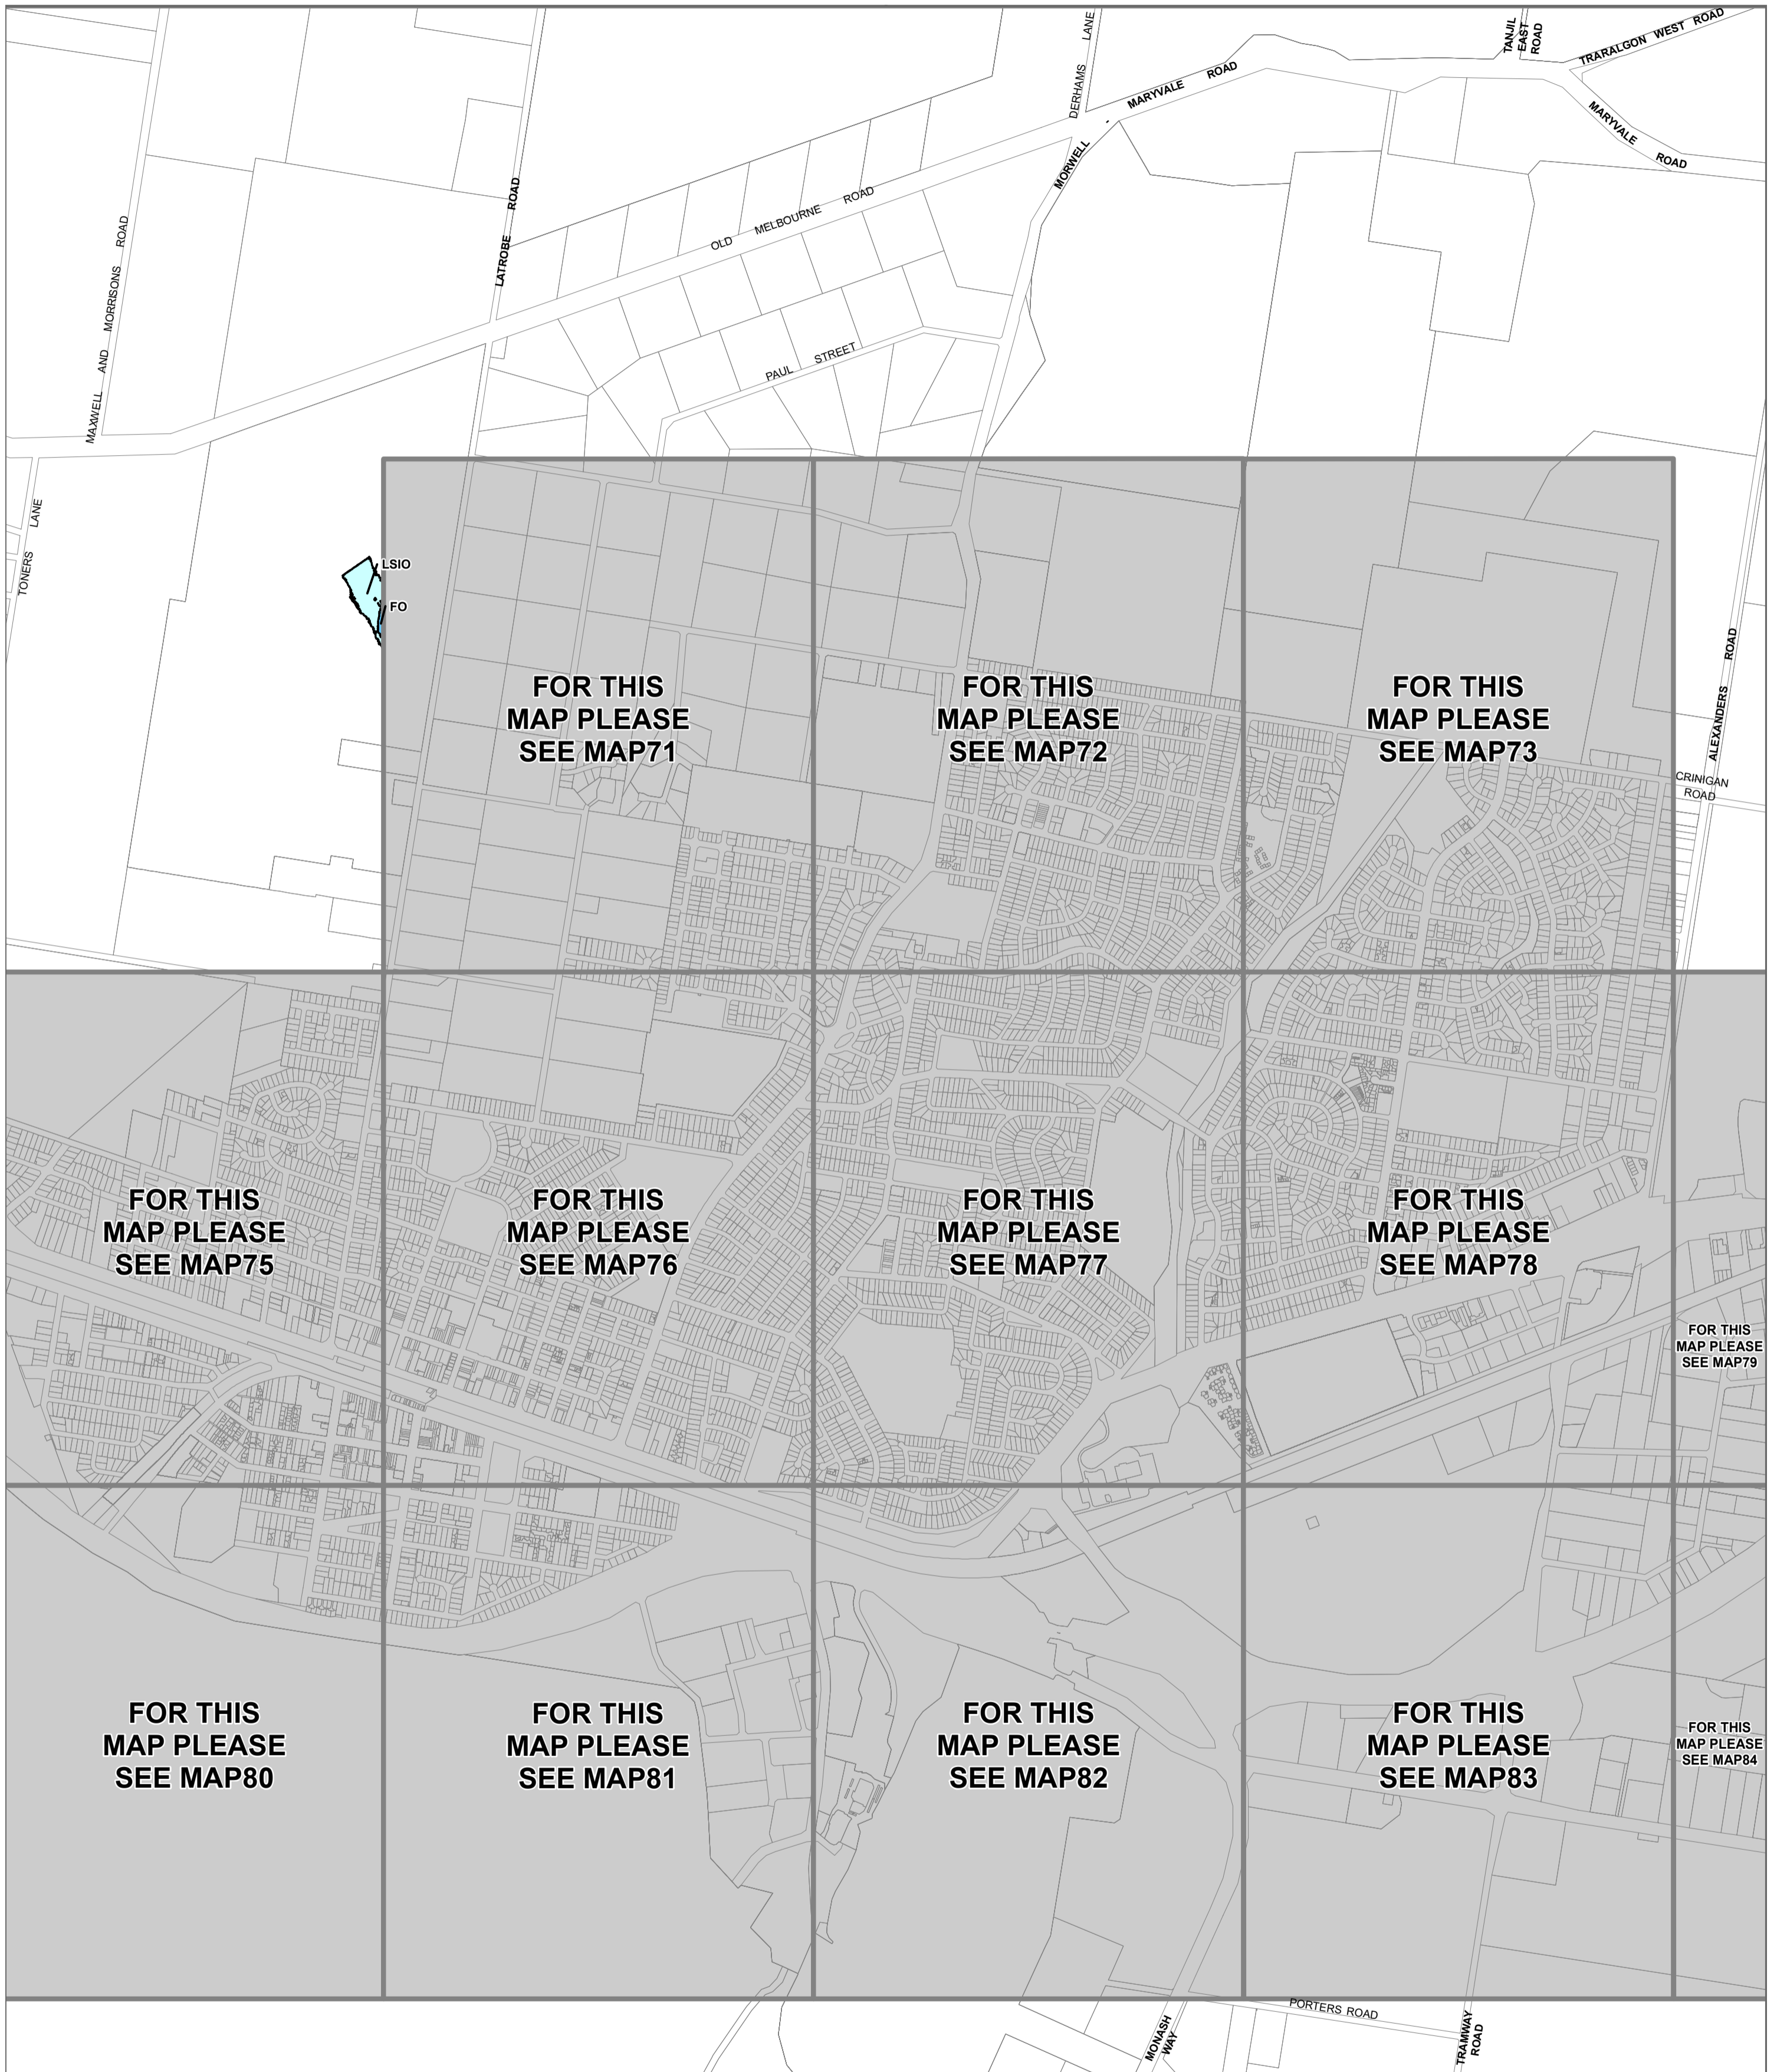 TANJIL
EAST
ROAD
TRARALGON WEST ROAD
DERHAMS LANE
MARYVALE ROAD
MARYVALE
ROAD
MORWELL -
LATROBE ROAD
OLD MELBOURNE ROAD
MAXWELL AND MORRISONS ROAD
PAUL STREET
TONERS LANE
LSIO
FO
ALEXANDERS ROAD
CRINIGAN
ROAD
FOR THIS
MAP PLEASE
SEE MAP71
FOR THIS
MAP PLEASE
SEE MAP72
FOR THIS
MAP PLEASE
SEE MAP73
FOR THIS
MAP PLEASE
SEE MAP75
FOR THIS
MAP PLEASE
SEE MAP76
FOR THIS
MAP PLEASE
SEE MAP77
FOR THIS
MAP PLEASE
SEE MAP78
FOR THIS
MAP PLEASE
SEE MAP79
FOR THIS
MAP PLEASE
SEE MAP80
FOR THIS
MAP PLEASE
SEE MAP81
FOR THIS
MAP PLEASE
SEE MAP82
FOR THIS
MAP PLEASE
SEE MAP83
FOR THIS
MAP PLEASE
SEE MAP84
PORTERS ROAD
MONASH
WAY
TRAMWAY
ROAD